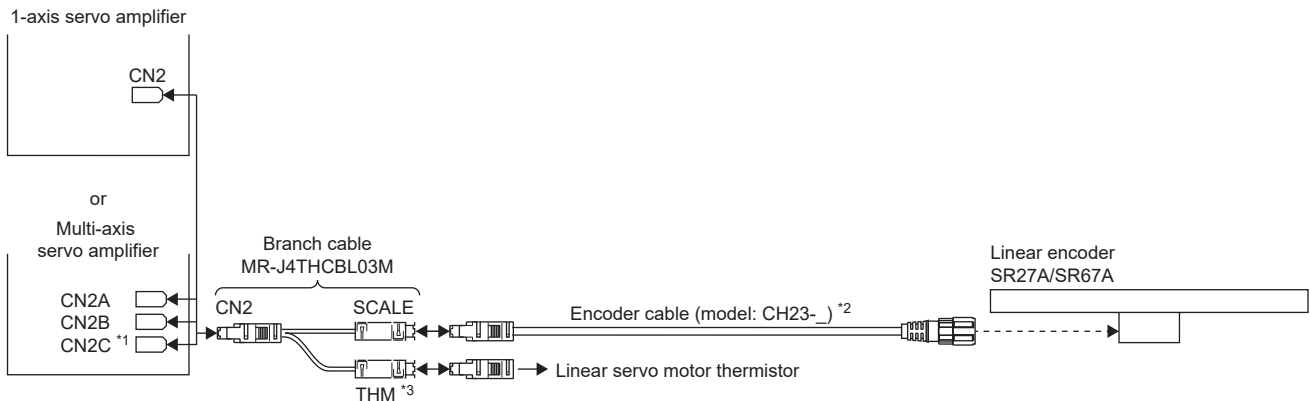 1-axis servo amplifier
CN2
or
Multi-axis
servo amplifier
CN2A
CN2B
CN2C *1
Branch cable
MR-J4THCBL03M
CN2
SCALE
THM *3
Encoder cable (model: CH23-_) *2
Linear servo motor thermistor
Linear encoder
SR27A/SR67A